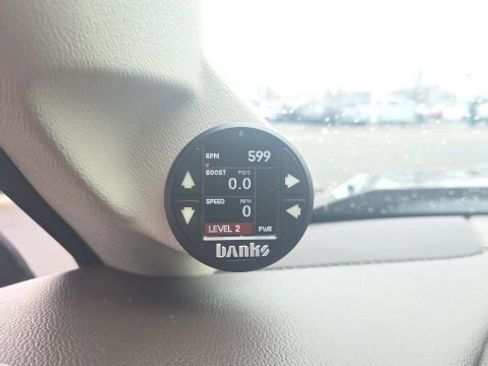 RPM 599
BOOST PSIG
0.0
SPEED MPH
0
LEVEL 2 PWR
banks